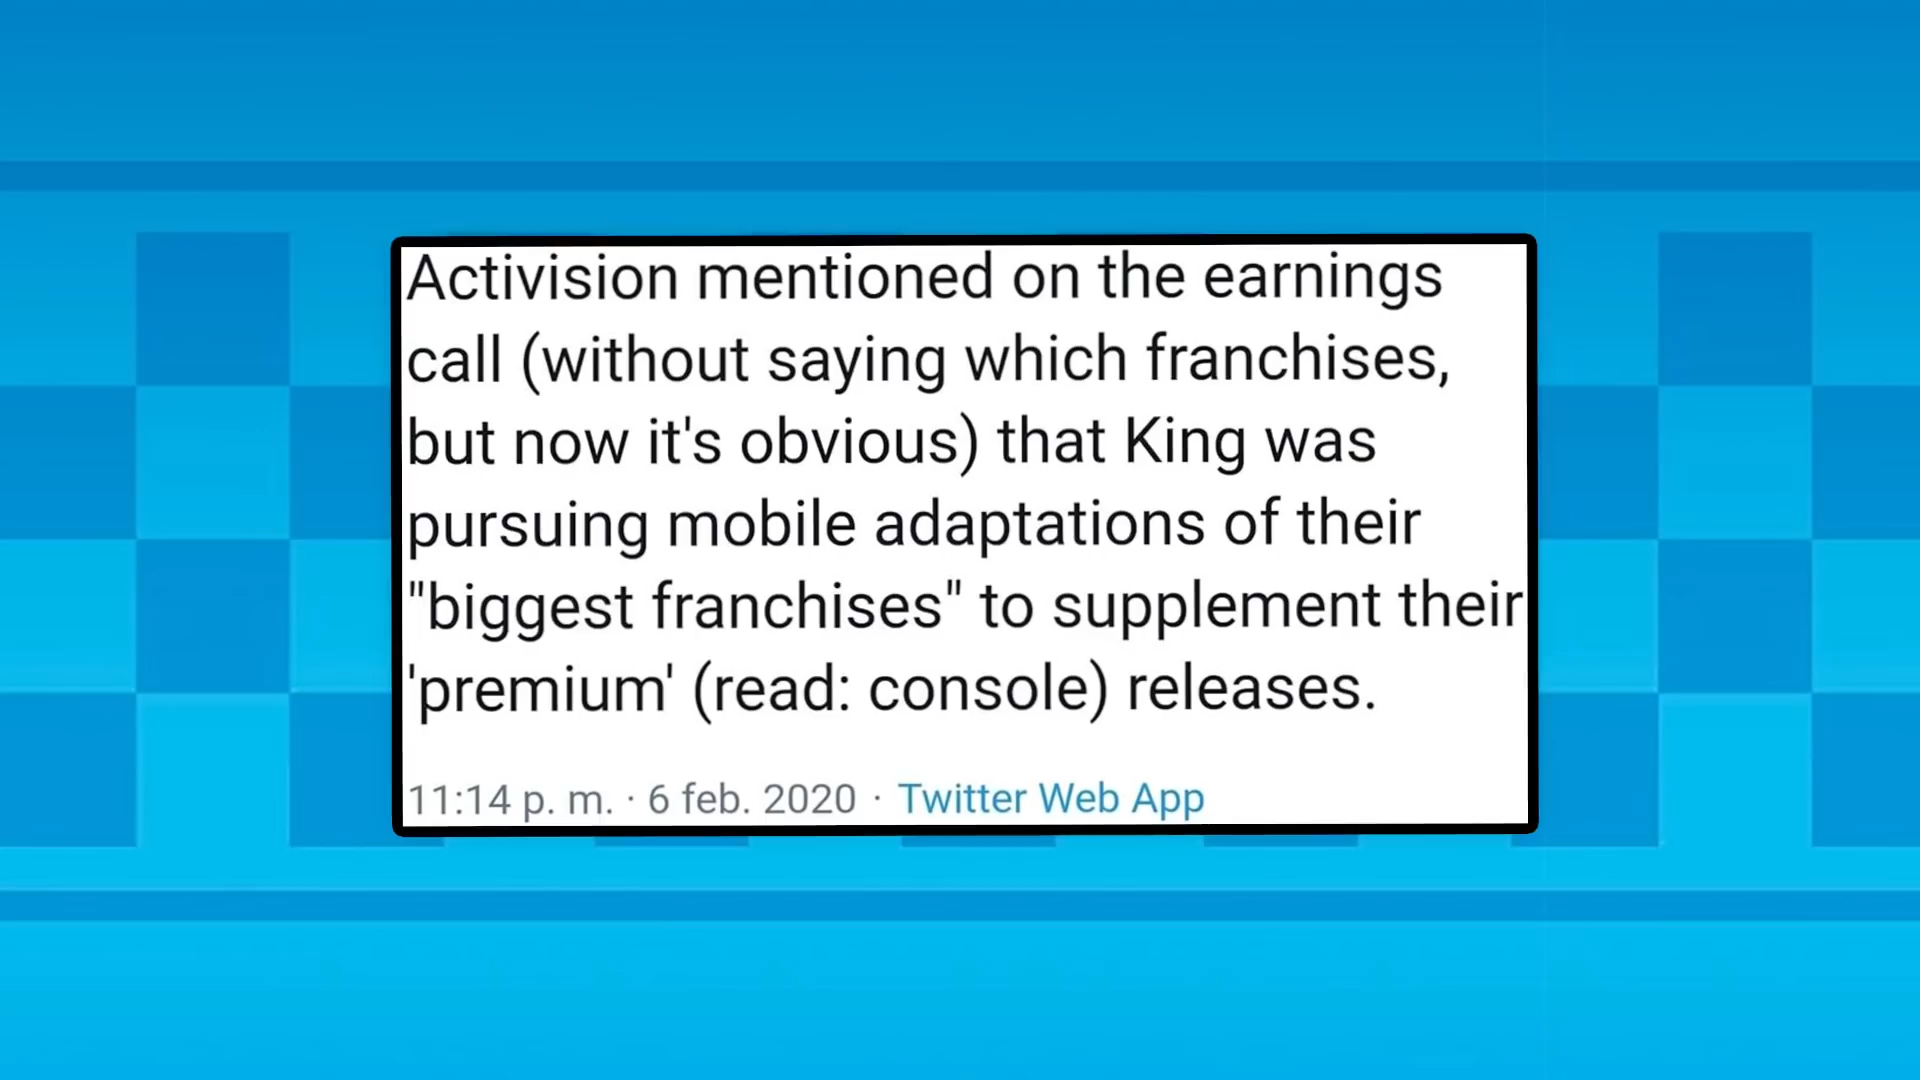 Activision mentioned on the earnings
call (without saying which franchises,
but now it's obvious) that King was
pursuing mobile adaptations of their
"biggest franchises" to supplement their
'premium' (read: console) releases.
11:14 p. m. · 6 feb. 2020 · Twitter Web App